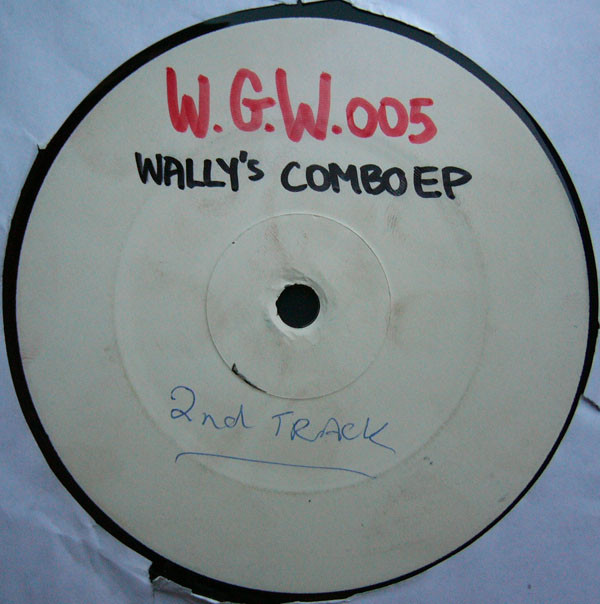 W.G.W.005
WALLY'S COMBO EP
2nd TRACK